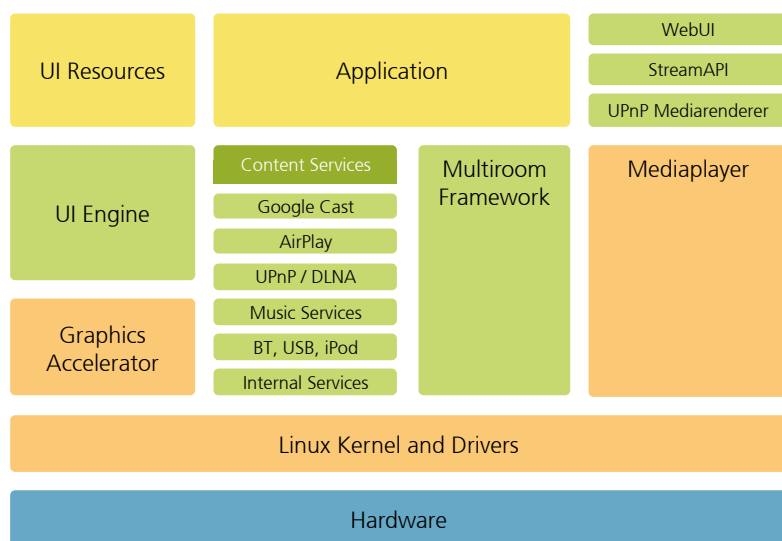 UI Resources
Application
WebUI
StreamAPI
UPnP Mediarenderer
UI Engine
Content Services
Google Cast
AirPlay
UPnP / DLNA
Music Services
BT, USB, iPod
Internal Services
Multiroom
Framework
Mediaplayer
Graphics
Accelerator
Linux Kernel and Drivers
Hardware